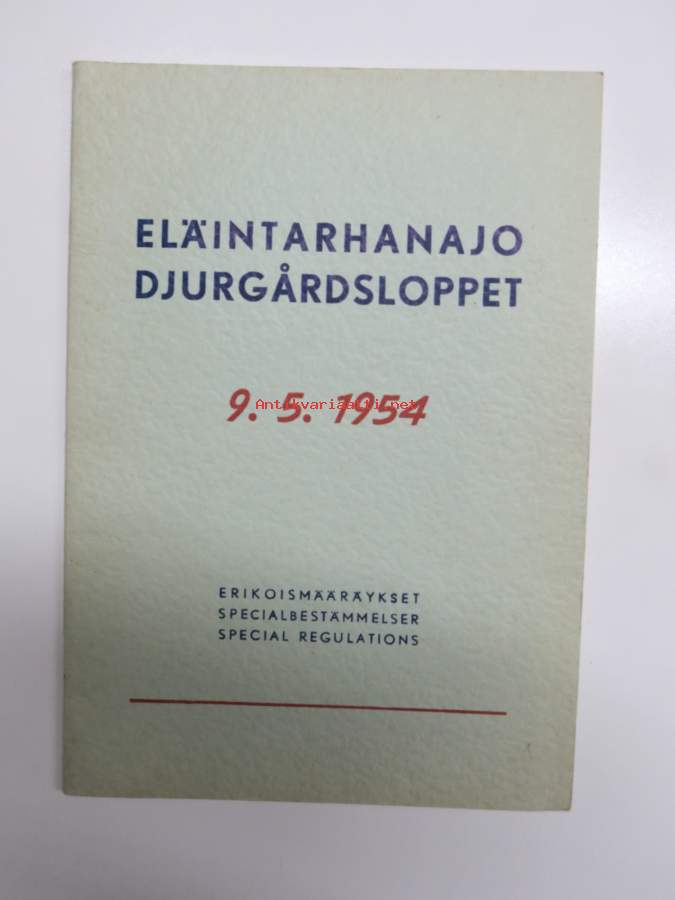 ELÄINTARHANAJO
DJURGÅRDSLOPPET
9. 5. 1954
Antikvariaatti.net
ERIKOISMÄÄRÄYKSET
SPECIALBESTÄMMELSER
SPECIAL REGULATIONS